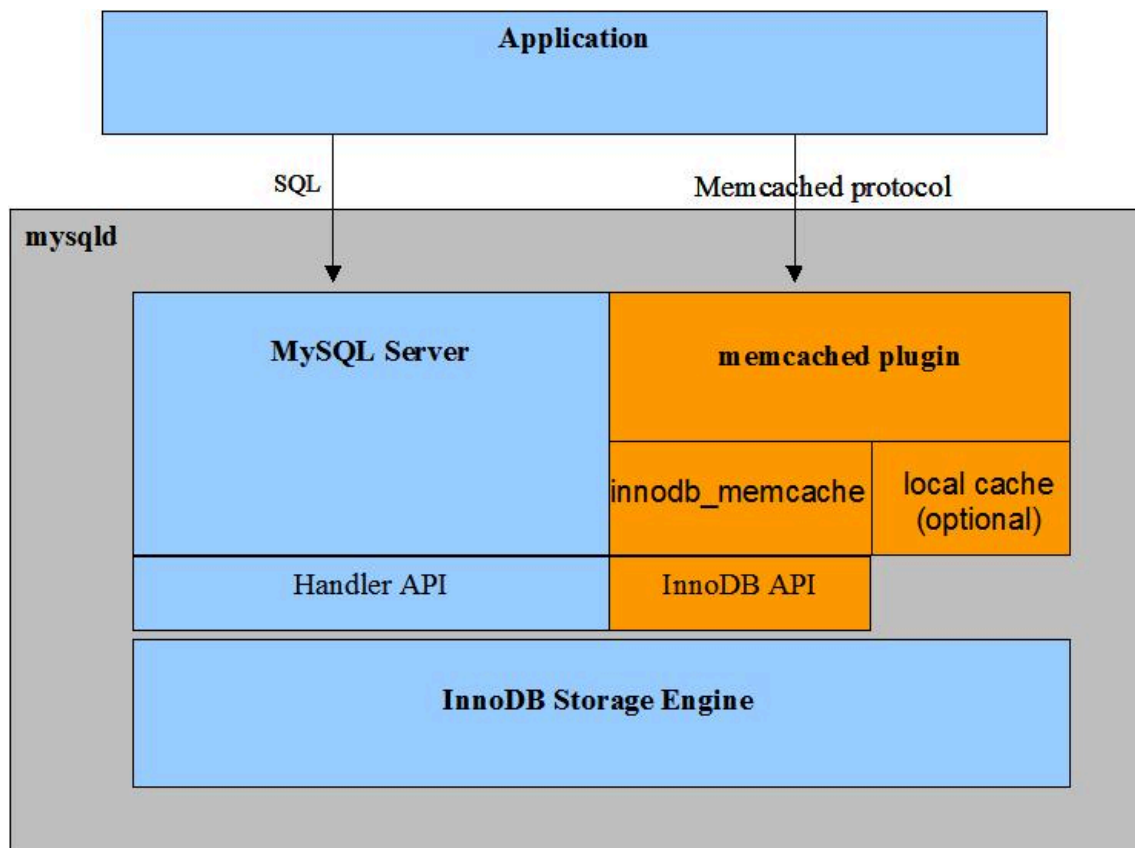 Application
SQL
Memcached protocol
mysqld
MySQL Server
memcached plugin
innodb_memcache
local cache
(optional)
Handler API
InnoDB API
InnoDB Storage Engine